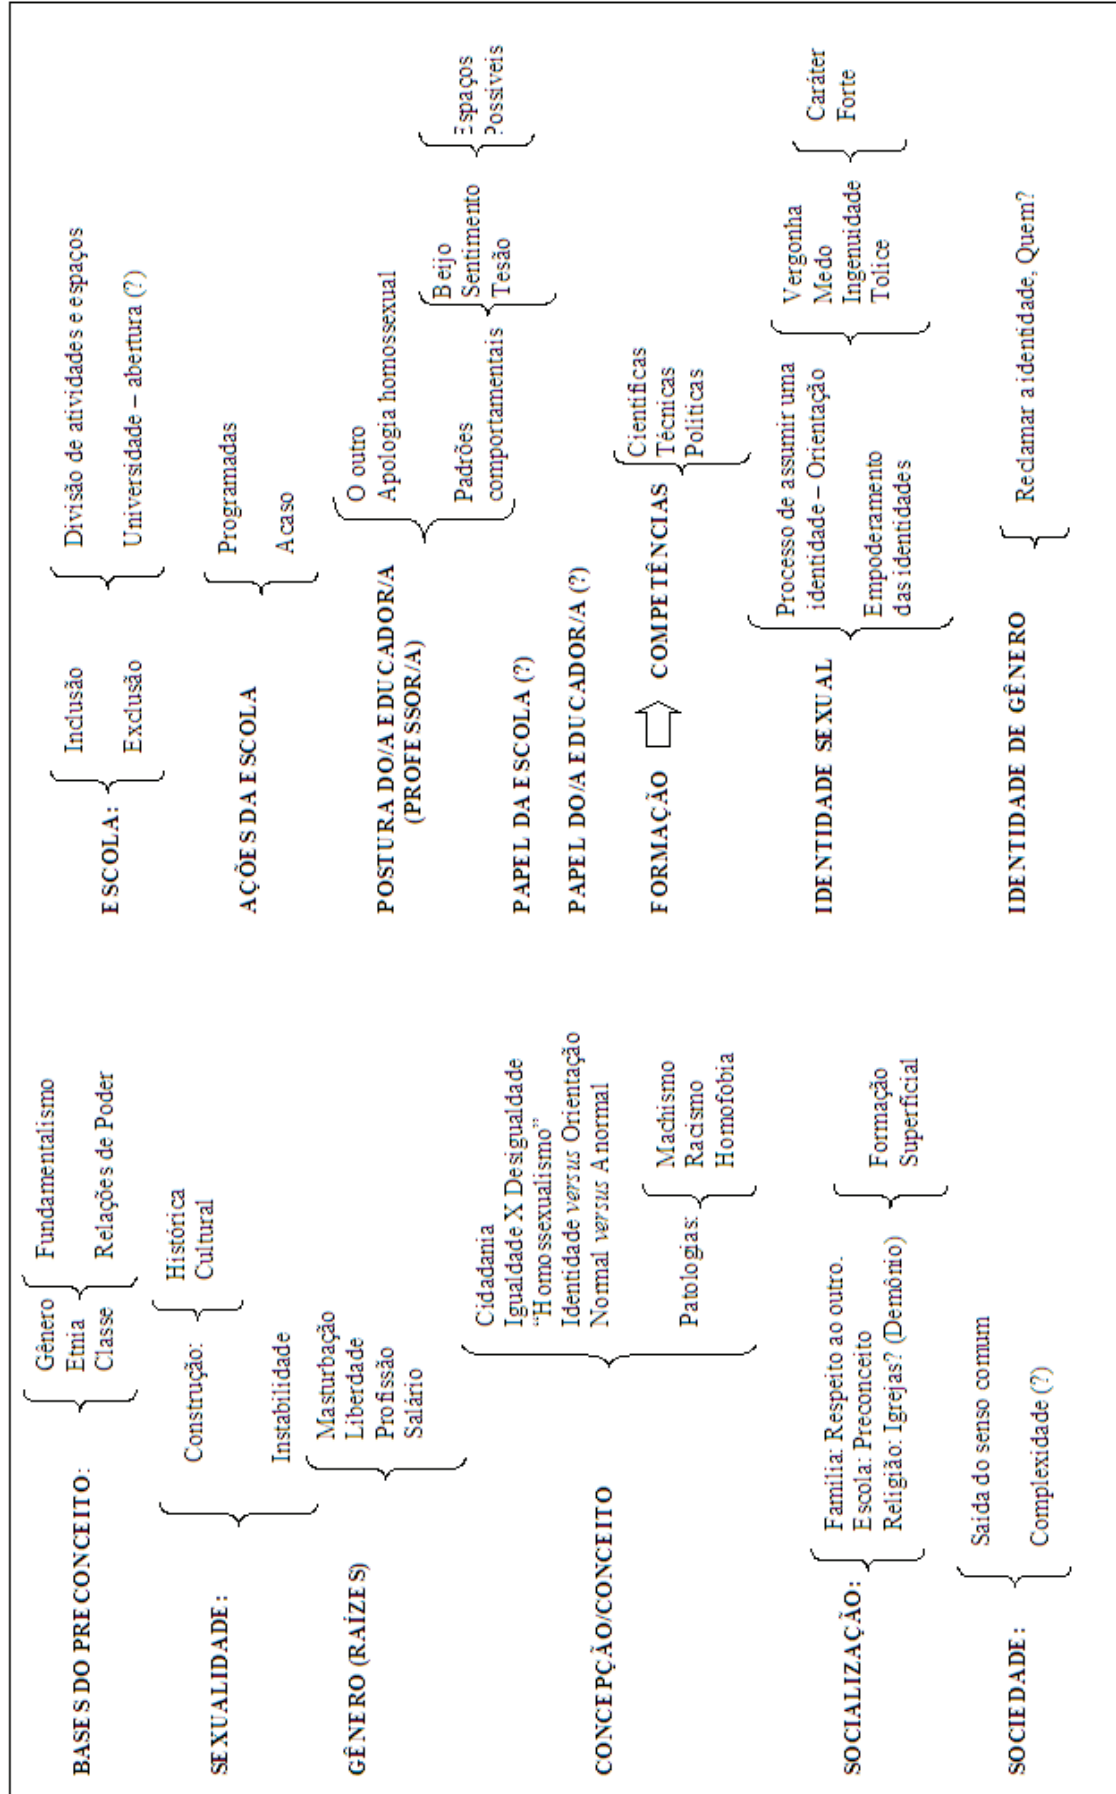 BASES DO PRECONCEITO:
Gênero
Etnia
Classe
Fundamentalismo
Relações de Poder
SEXUALIDADE:
Construção:
Histórica
Cultural
Instabilidade
GÊNERO (RAÍZES)
Masturbação
Liberdade
Profissão
Salário
CONCEPÇÃO/CONCEITO
Cidadania
Igualdade X Desigualdade
“Homossexualismo”
Identidade versus Orientação
Normal versus Anormal
Patologias:
Machismo
Racismo
Homofobia
SOCIALIZAÇÃO:
Família: Respeito ao outro.
Escola: Preconceito
Religião: Igrejas? (Demônio)
Formação
Superficial
SOCIEDADE:
Saída do senso comum
Complexidade (?)
ESCOLA:
Inclusão
Exclusão
Divisão de atividades e espaços
Universidade – abertura (?)
AÇÕES DA ESCOLA
Programadas
Acaso
POSTURA DO/A EDUCADOR/A
(PROFESSOR/A)
O outro
Apologia homossexual
Padrões
comportamentais
Beijo
Sentimento
Tesão
Espaços
Possíveis
PAPEL DA ESCOLA (?)
PAPEL DO/A EDUCADOR/A (?)
FORMAÇÃO
COMPETÊNCIAS
Científicas
Técnicas
Políticas
IDENTIDADE SEXUAL
Processo de assumir uma
identidade – Orientação
Empoderamento
das identidades
Vergonha
Medo
Ingenuidade
Tolice
Caráter
Forte
IDENTIDADE DE GÊNERO
Reclamar a identidade, Quem?